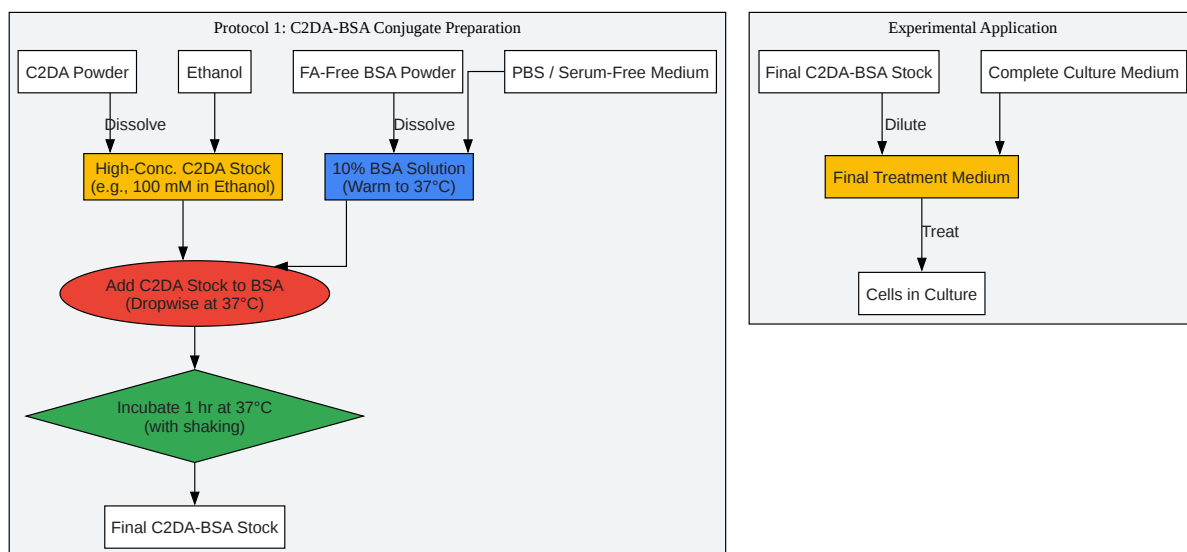 Protocol 1: C2DA-BSA Conjugate Preparation
C2DA Powder
Ethanol
FA-Free BSA Powder
PBS / Serum-Free Medium
Dissolve
Dissolve
High-Conc. C2DA Stock
(e.g., 100 mM in Ethanol)
10% BSA Solution
(Warm to 37°C)
Add C2DA Stock to BSA
(Dropwise at 37°C)
Incubate 1 hr at 37°C
(with shaking)
Final C2DA-BSA Stock
Experimental Application
Final C2DA-BSA Stock
Complete Culture Medium
Dilute
Final Treatment Medium
Treat
Cells in Culture